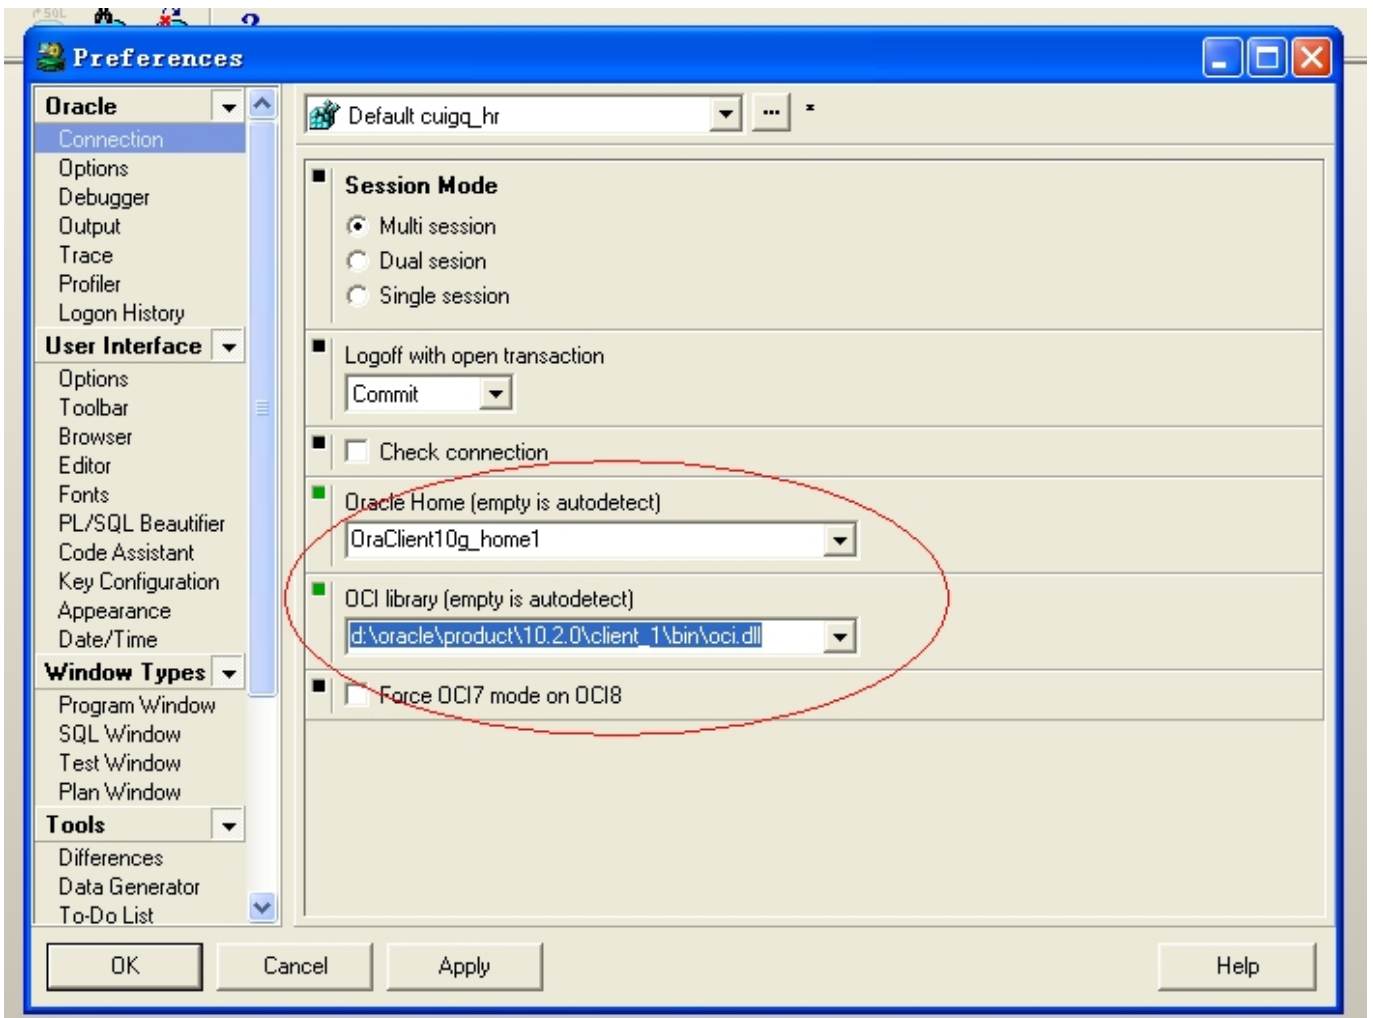 SQL
?
Preferences
Oracle
Connection
Options
Debugger
Output
Trace
Profiler
Logon History
User Interface
Options
Toolbar
Browser
Editor
Fonts
PL/SQL Beautifier
Code Assistant
Key Configuration
Appearance
Date/Time
Window Types
Program Window
SQL Window
Test Window
Plan Window
Tools
Differences
Data Generator
To-Do List
Default cuigq_hr
... *
Session Mode
Multi session
Dual sesion
Single session
Logoff with open transaction
Commit
Check connection
Oracle Home (empty is autodetect)
OraClient10g_home1
OCI library (empty is autodetect)
d:\oracle\product\10.2.0\client_1\bin\oci.dll
Force OCI7 mode on OCI8
OK
Cancel
Apply
Help